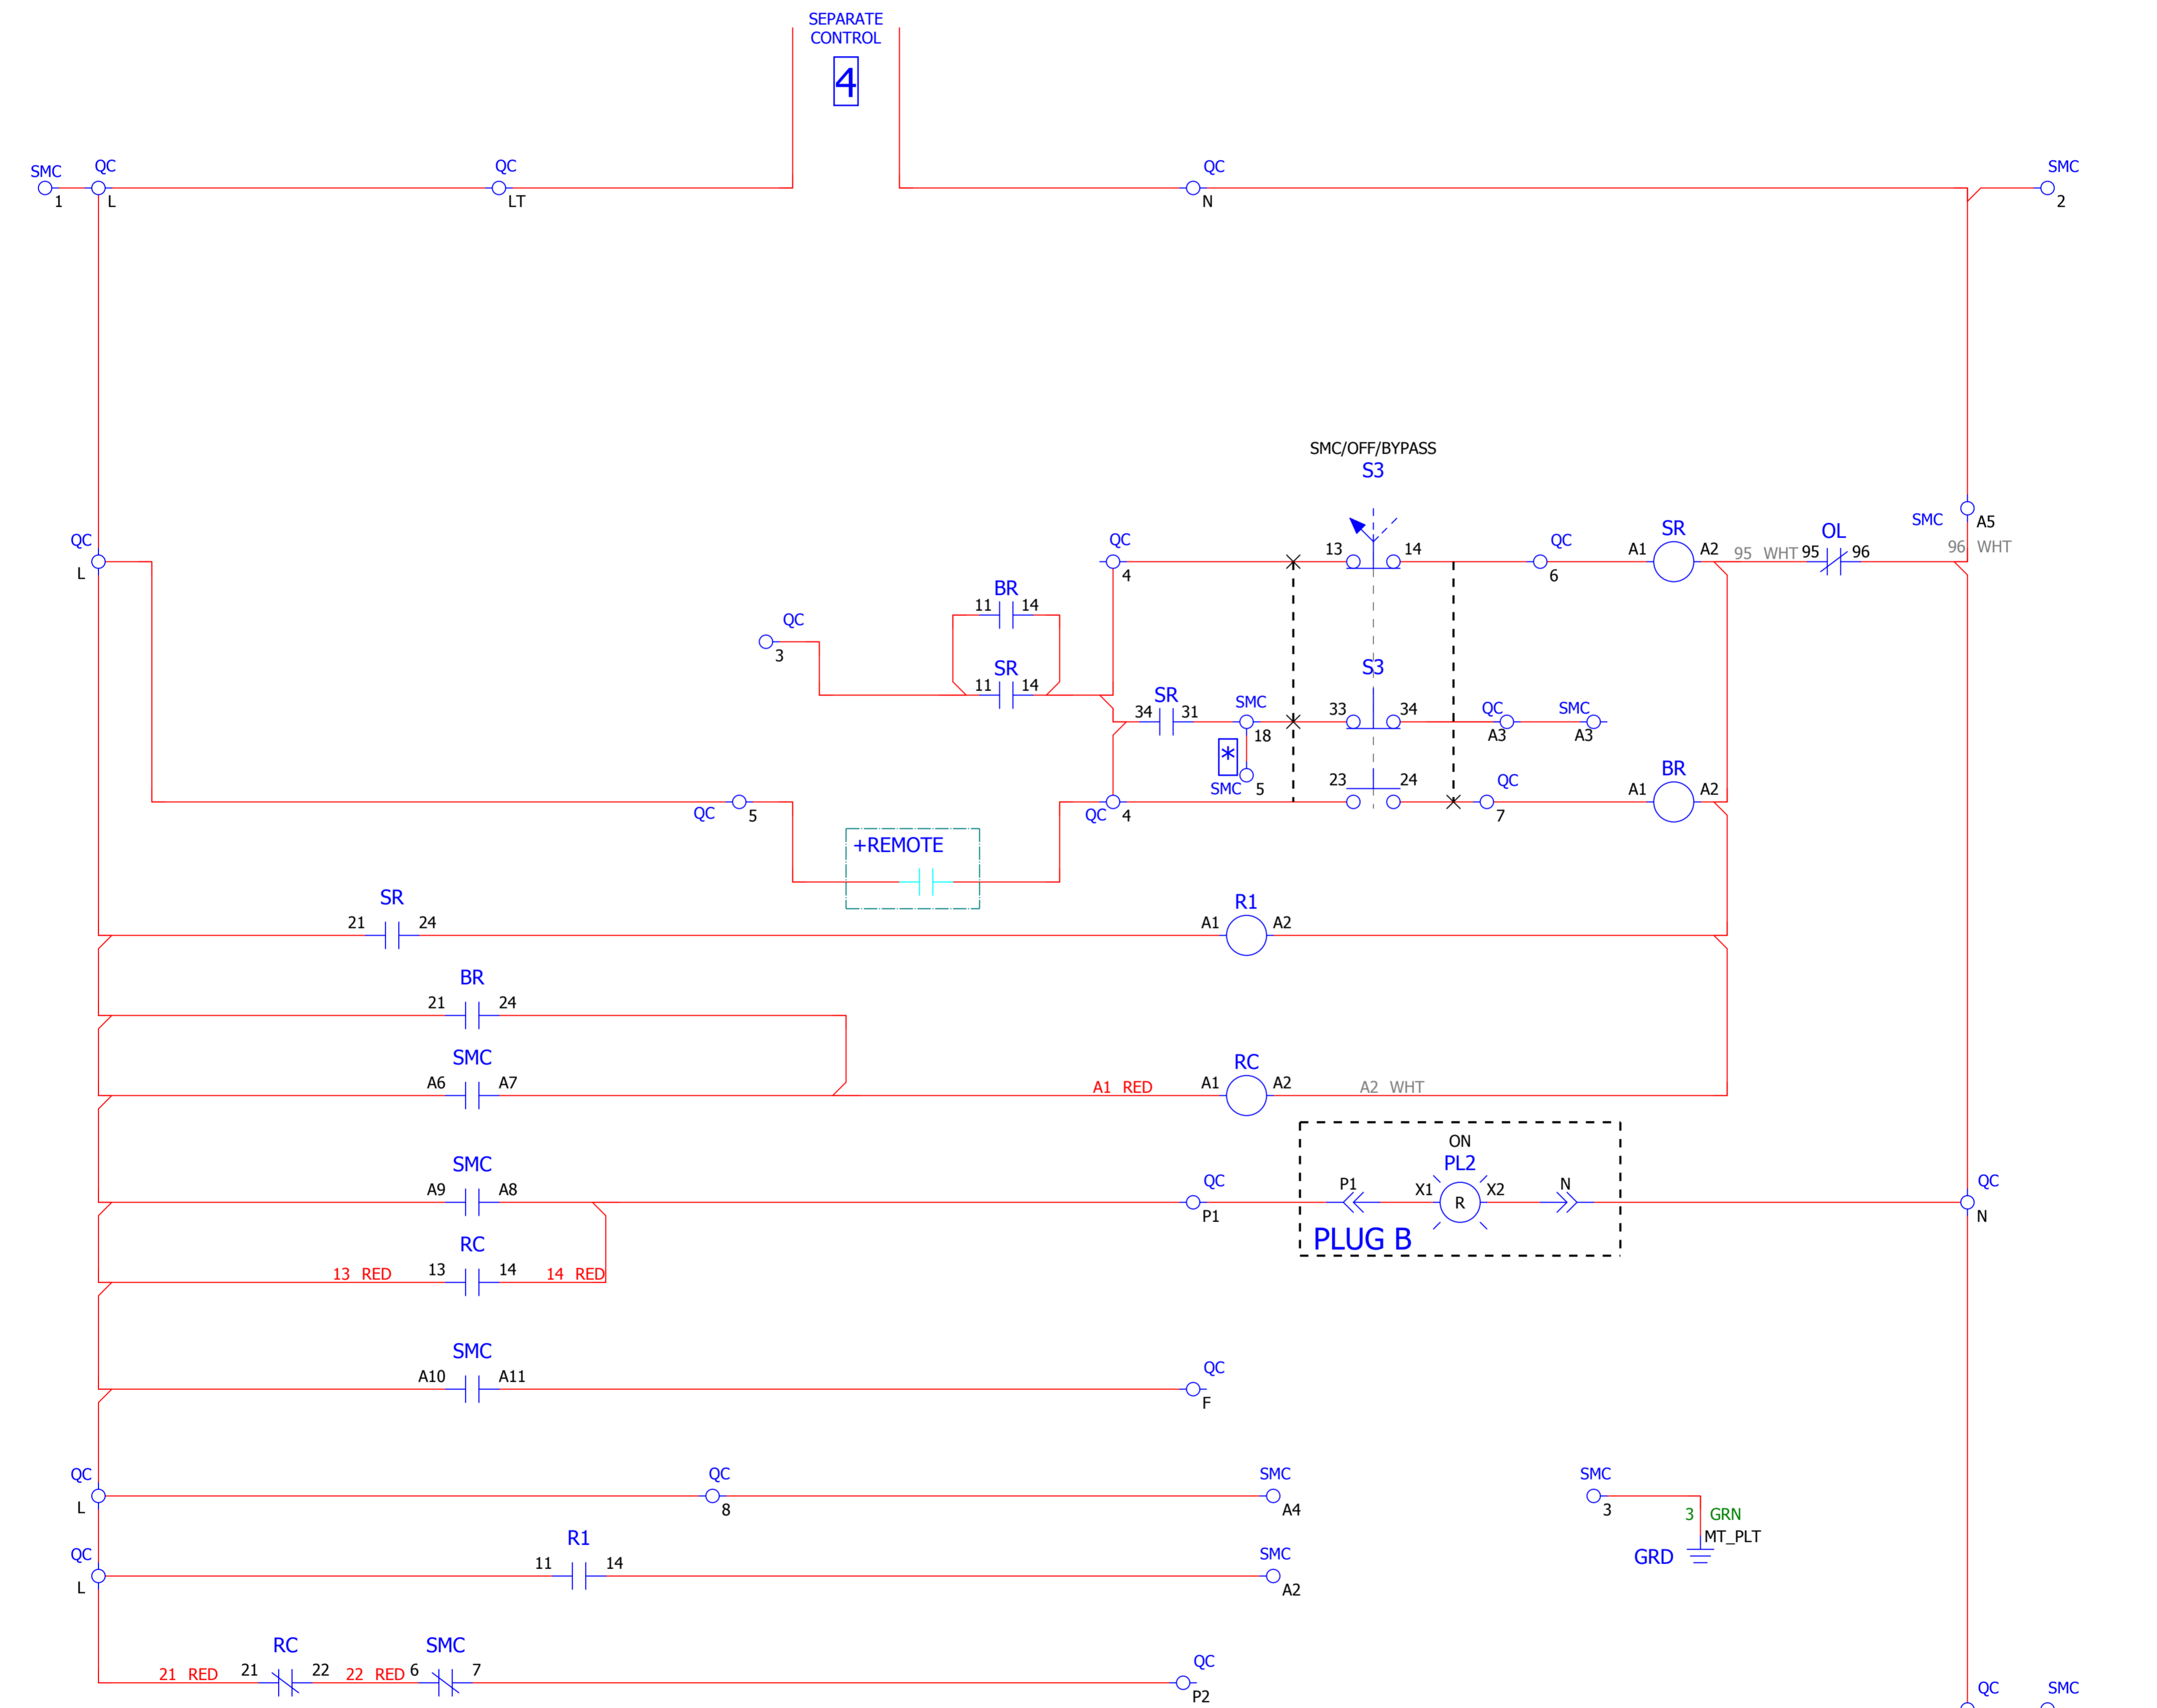 SEPARATE
CONTROL
4
SMC
1
QC
L
QC
LT
QC
N
SMC
2
SMC/OFF/BYPASS
S3
QC
L
QC
4
13
14
QC
6
SR
A1
A2
95 WHT
OL
95
96
SMC
A5
96 WHT
BR
11
14
QC
3
SR
11
14
SR
34
31
SMC
18
*
SMC
5
S3
33
34
QC
A3
SMC
A3
QC
5
QC
4
23
24
QC
7
BR
A1
A2
+REMOTE
SR
21
24
R1
A1
A2
BR
21
24
SMC
A6
A7
A1 RED
RC
A1
A2
A2 WHT
SMC
A9
A8
QC
P1
ON
PL2
P1
X1
R
X2
N
PLUG B
QC
N
RC
13 RED
13
14
14 RED
SMC
A10
A11
QC
F
QC
L
QC
8
SMC
A4
SMC
3
3 GRN
MT_PLT
GRD
QC
L
R1
11
14
SMC
A2
RC
21 RED
21
22
22 RED
SMC
6
7
QC
P2
QC
SMC